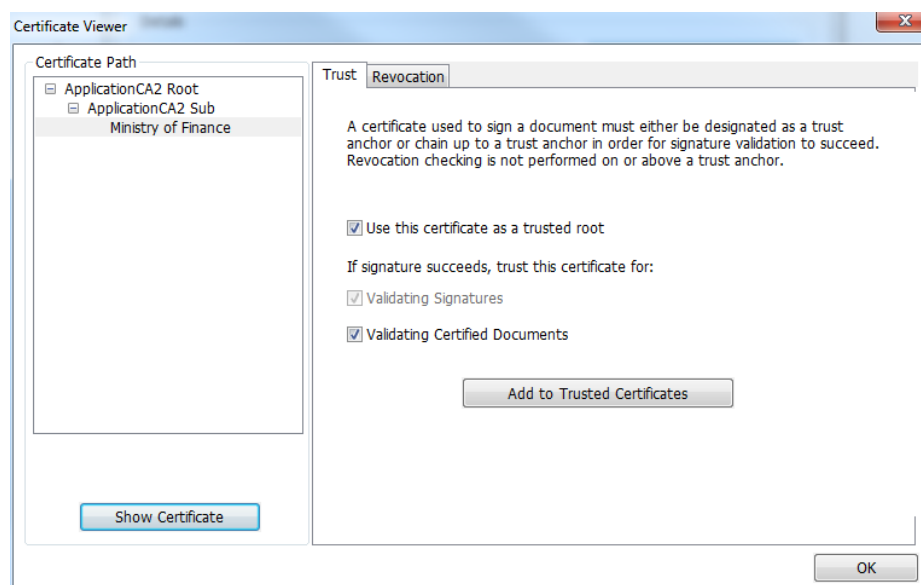 Certificate Viewer
Certificate Path
ApplicationCA2 Root
ApplicationCA2 Sub
Ministry of Finance
Show Certificate
Trust
Revocation
A certificate used to sign a document must either be designated as a trust
anchor or chain up to a trust anchor in order for signature validation to succeed.
Revocation checking is not performed on or above a trust anchor.
Use this certificate as a trusted root
If signature succeeds, trust this certificate for:
Validating Signatures
Validating Certified Documents
Add to Trusted Certificates
OK